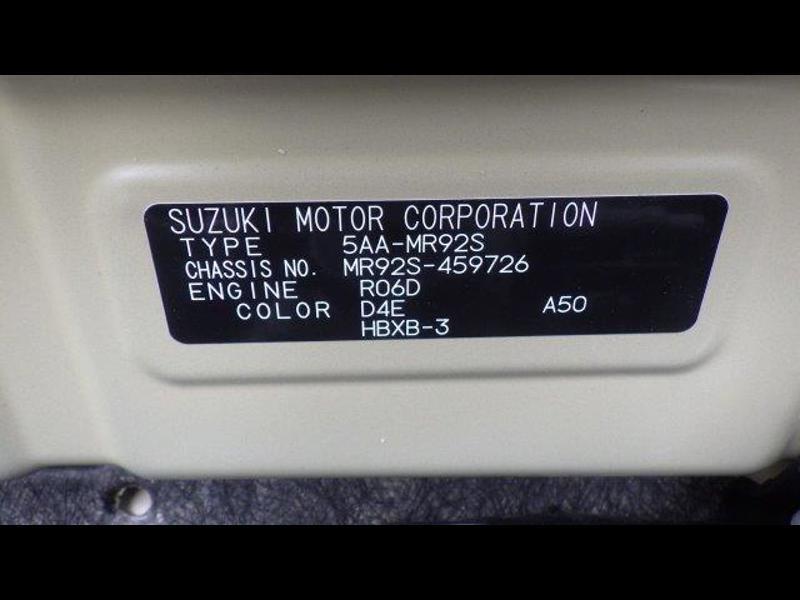 SUZUKI MOTOR CORPORATION
TYPE 5AA-MR92S
CHASSIS NO. MR92S-459726
ENGINE R06D
COLOR D4E A50
HBXB-3